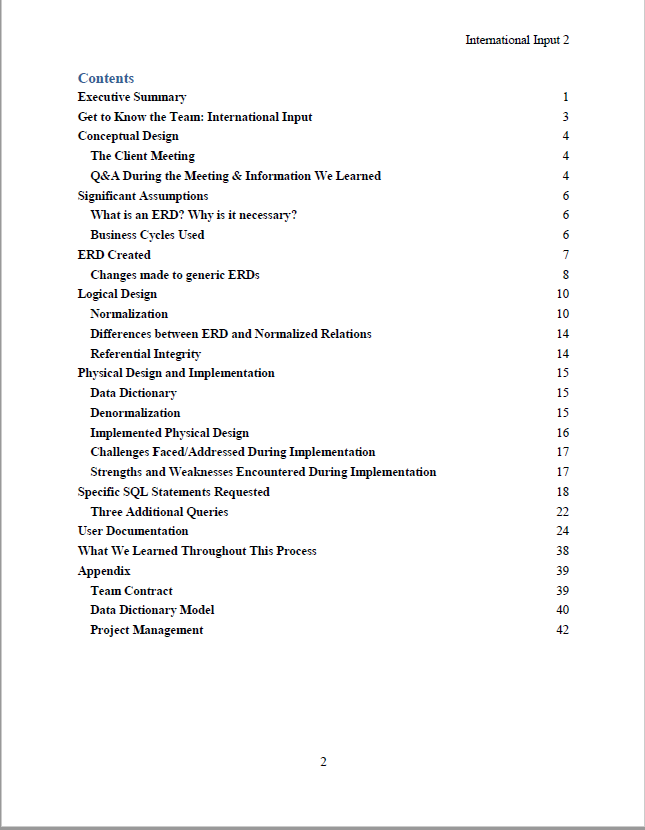 International Input 2
Contents
Executive Summary 1
Get to Know the Team: International Input 3
Conceptual Design 4
The Client Meeting 4
Q&A During the Meeting & Information We Learned 4
Significant Assumptions 6
What is an ERD? Why is it necessary? 6
Business Cycles Used 6
ERD Created 7
Changes made to generic ERDs 8
Logical Design 10
Normalization 10
Differences between ERD and Normalized Relations 14
Referential Integrity 14
Physical Design and Implementation 15
Data Dictionary 15
Denormalization 15
Implemented Physical Design 16
Challenges Faced/Addressed During Implementation 17
Strengths and Weaknesses Encountered During Implementation 17
Specific SQL Statements Requested 18
Three Additional Queries 22
User Documentation 24
What We Learned Throughout This Process 38
Appendix 39
Team Contract 39
Data Dictionary Model 40
Project Management 42
2